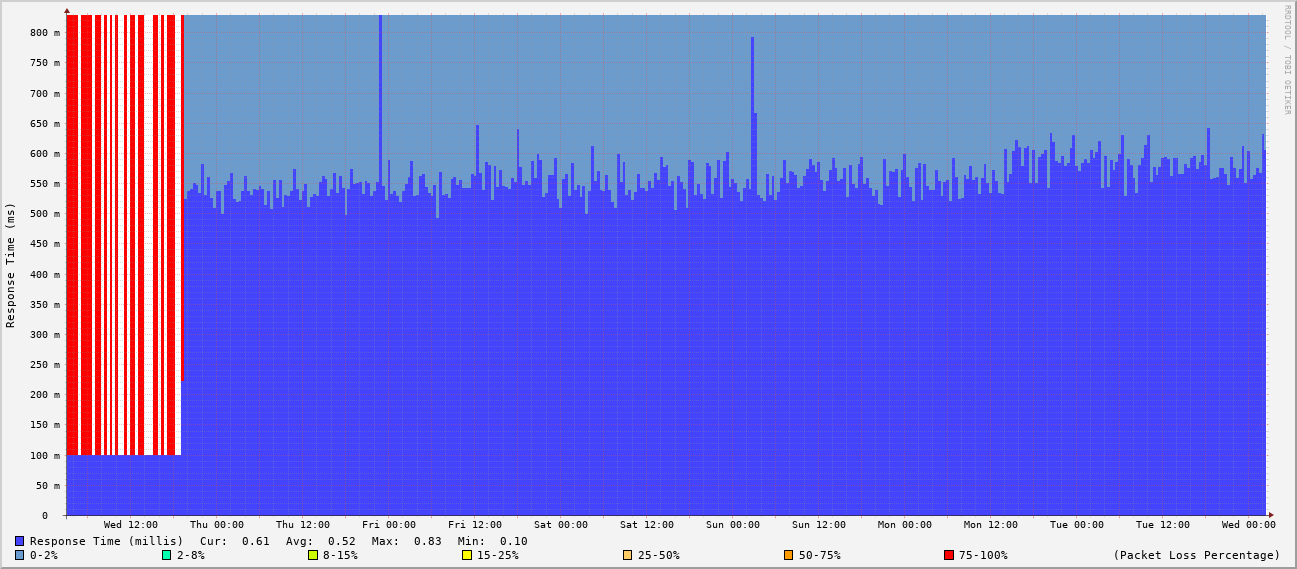 RRDTOOL / TOBI OETIKER
Response Time (ms)
800 m
750 m
700 m
650 m
600 m
550 m
500 m
450 m
400 m
350 m
300 m
250 m
200 m
150 m
100 m
50 m
0
Wed 12:00 Thu 00:00 Thu 12:00 Fri 00:00 Fri 12:00 Sat 00:00 Sat 12:00 Sun 00:00 Sun 12:00 Mon 00:00 Mon 12:00 Tue 00:00 Tue 12:00 Wed 00:00
Response Time (millis) Cur: 0.61 Avg: 0.52 Max: 0.83 Min: 0.10
0-2% 2-8% 8-15% 15-25% 25-50% 50-75% 75-100% (Packet Loss Percentage)